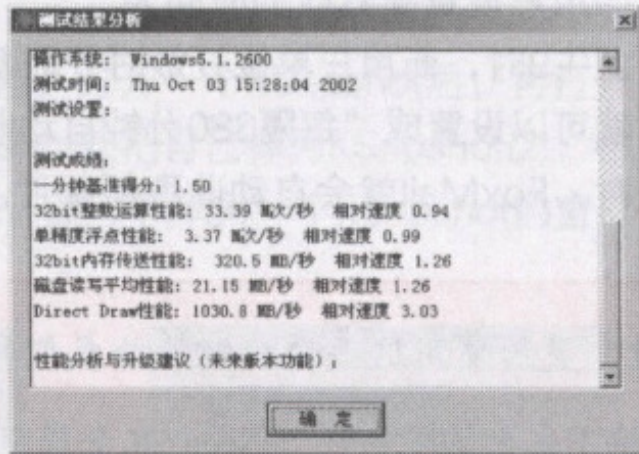 测试结果分析
操作系统: Windows5.1.2600
测试时间: Thu Oct 03 15:28:04 2002
测试设置:
测试成绩:
一分钟基准得分: 1.50
32bit整数运算性能: 33.39 M次/秒 相对速度 0.94
单精度浮点性能: 3.37 M次/秒 相对速度 0.99
32bit内存传送性能: 320.5 MB/秒 相对速度 1.26
磁盘读写平均性能: 21.15 MB/秒 相对速度 1.26
Direct Draw性能: 1030.8 MB/秒 相对速度 3.03
性能分析与升级建议(未来版本功能):
确 定